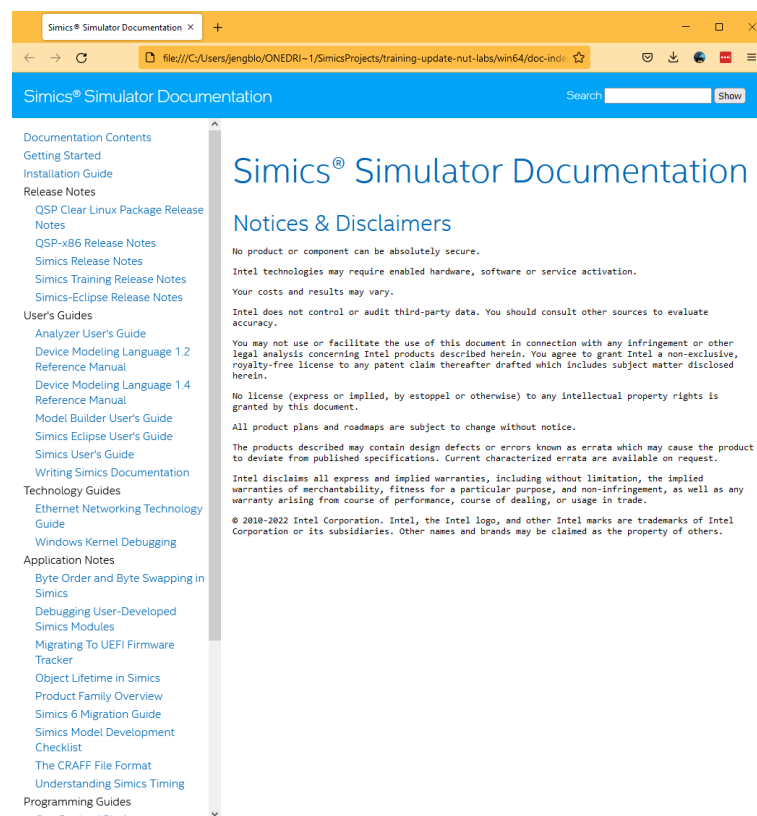 Simics® Simulator Documentation
file:///C:/Users/jengblo/ONEDRI~1/SimicsProjects/training-update-nut-labs/win64/doc-inde
Simics® Simulator Documentation
Search
Show
Documentation Contents
Getting Started
Installation Guide
Release Notes
QSP Clear Linux Package Release
Notes
QSP-x86 Release Notes
Simics Release Notes
Simics Training Release Notes
Simics-Eclipse Release Notes
User's Guides
Analyzer User's Guide
Device Modeling Language 1.2
Reference Manual
Device Modeling Language 1.4
Reference Manual
Model Builder User's Guide
Simics Eclipse User's Guide
Simics User's Guide
Writing Simics Documentation
Technology Guides
Ethernet Networking Technology
Guide
Windows Kernel Debugging
Application Notes
Byte Order and Byte Swapping in
Simics
Debugging User-Developed
Simics Modules
Migrating To UEFI Firmware
Tracker
Object Lifetime in Simics
Product Family Overview
Simics 6 Migration Guide
Simics Model Development
Checklist
The CRAFF File Format
Understanding Simics Timing
Programming Guides
Simics® Simulator Documentation
Notices & Disclaimers
No product or component can be absolutely secure.
Intel technologies may require enabled hardware, software or service activation.
Your costs and results may vary.
Intel does not control or audit third-party data. You should consult other sources to evaluate
accuracy.
You may not use or facilitate the use of this document in connection with any infringement or other
legal analysis concerning Intel products described herein. You agree to grant Intel a non-exclusive,
royalty-free license to any patent claim thereafter drafted which includes subject matter disclosed
herein.
No license (express or implied, by estoppel or otherwise) to any intellectual property rights is
granted by this document.
All product plans and roadmaps are subject to change without notice.
The products described may contain design defects or errors known as errata which may cause the product
to deviate from published specifications. Current characterized errata are available on request.
Intel disclaims all express and implied warranties, including without limitation, the implied
warranties of merchantability, fitness for a particular purpose, and non-infringement, as well as any
warranty arising from course of performance, course of dealing, or usage in trade.
© 2010-2022 Intel Corporation. Intel, the Intel logo, and other Intel marks are trademarks of Intel
Corporation or its subsidiaries. Other names and brands may be claimed as the property of others.